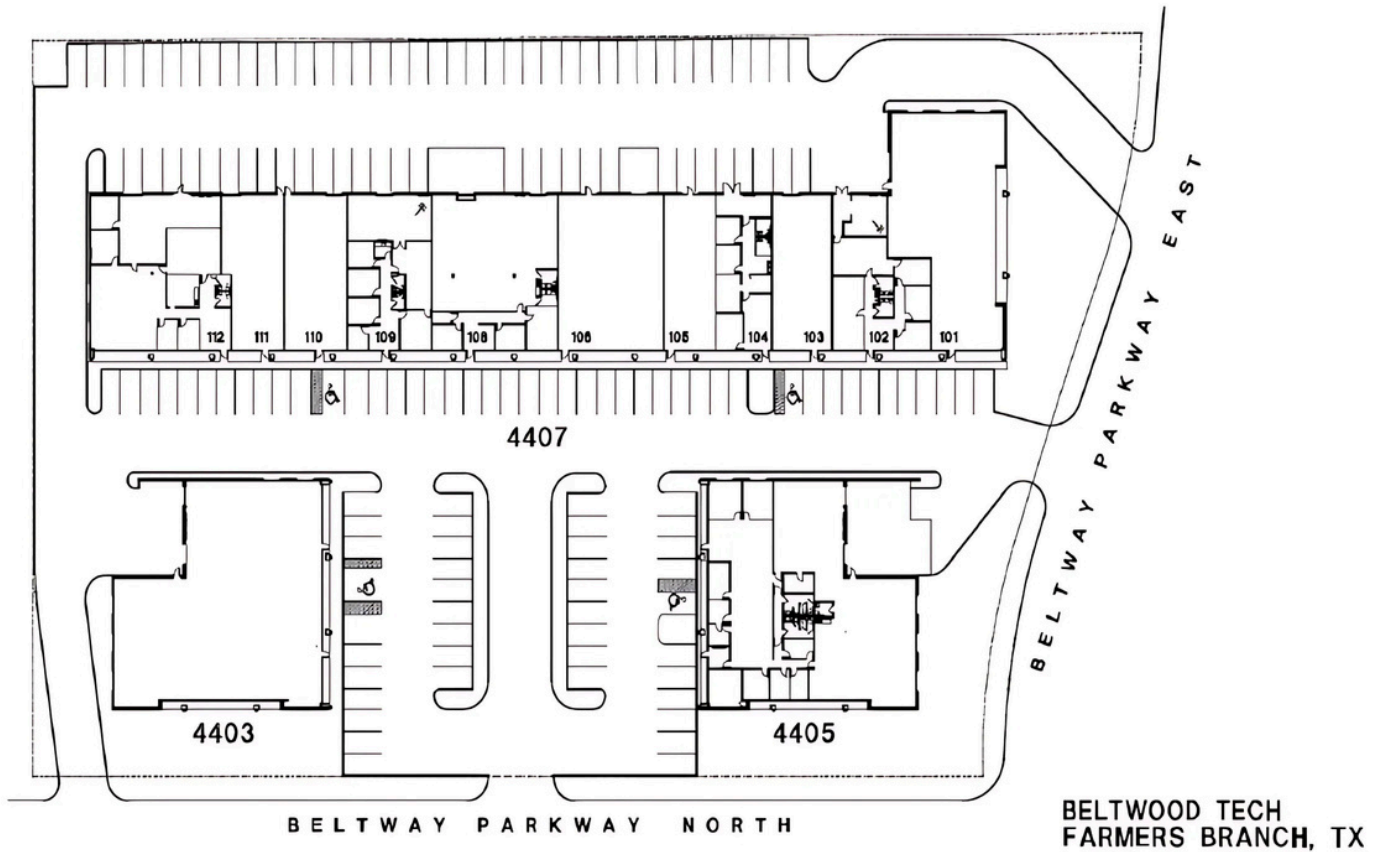 112 111 110 109 108 106 105 104 103 102 101
4407
4403
4405
BELTWAY PARKWAY EAST
BELTWAY PARKWAY NORTH
BELTWOOD TECH
FARMERS BRANCH, TX